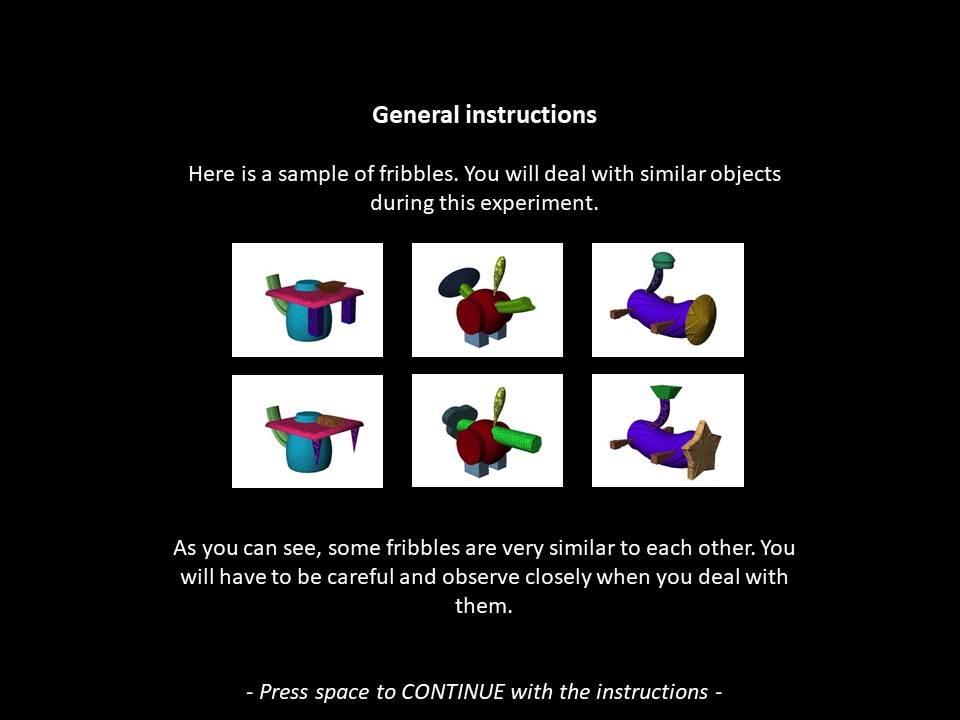 General instructions
Here is a sample of fribbles. You will deal with similar objects
during this experiment.
As you can see, some fribbles are very similar to each other. You
will have to be careful and observe closely when you deal with
them.
- Press space to CONTINUE with the instructions -